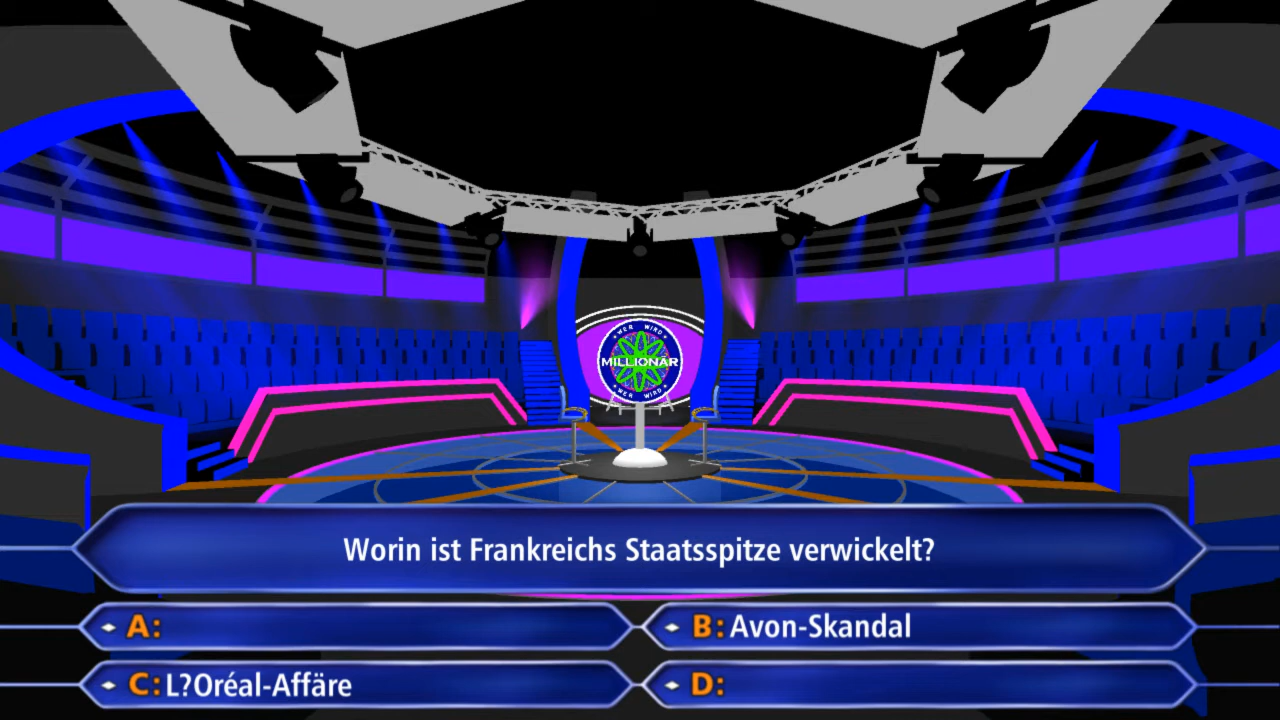 WER WIRD
MILLIONÄR
WER WIRD
Worin ist Frankreichs Staatsspitze verwickelt?
A:
B: Avon-Skandal
C: L?Oréal-Affäre
D: